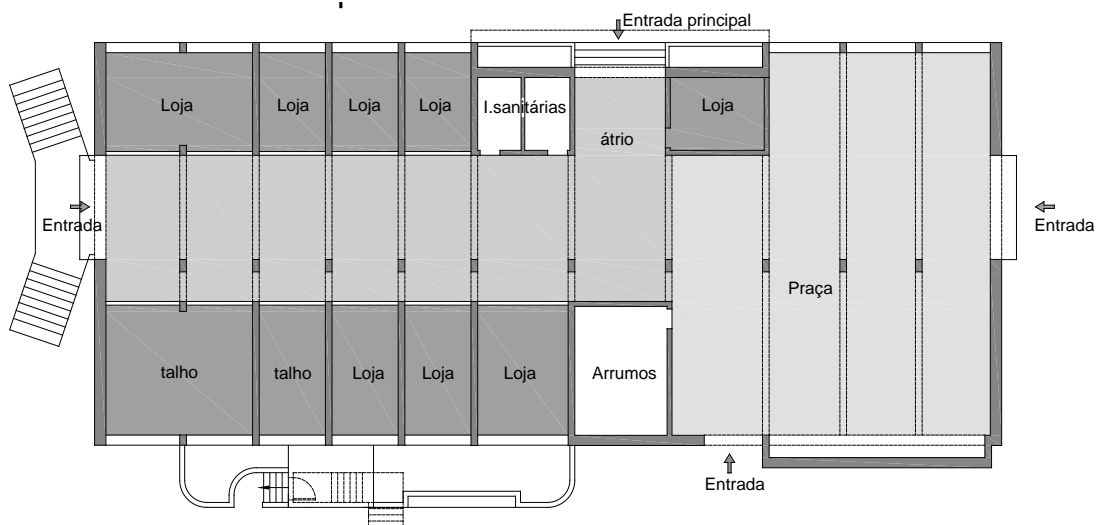 Entrada principal
Loja
Loja
Loja
Loja
I.sanitárias
Loja
átrio
Entrada
Entrada
Praça
talho
talho
Loja
Loja
Loja
Arrumos
Entrada